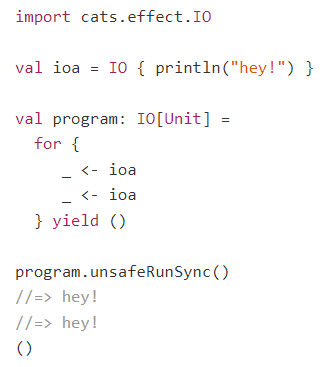 import cats.effect.IO
val ioa = IO { println("hey!") }
val program: IO[Unit] =
  for {
     _ <- ioa
     _ <- ioa
  } yield ()
program.unsafeRunSync()
//=> hey!
//=> hey!
()